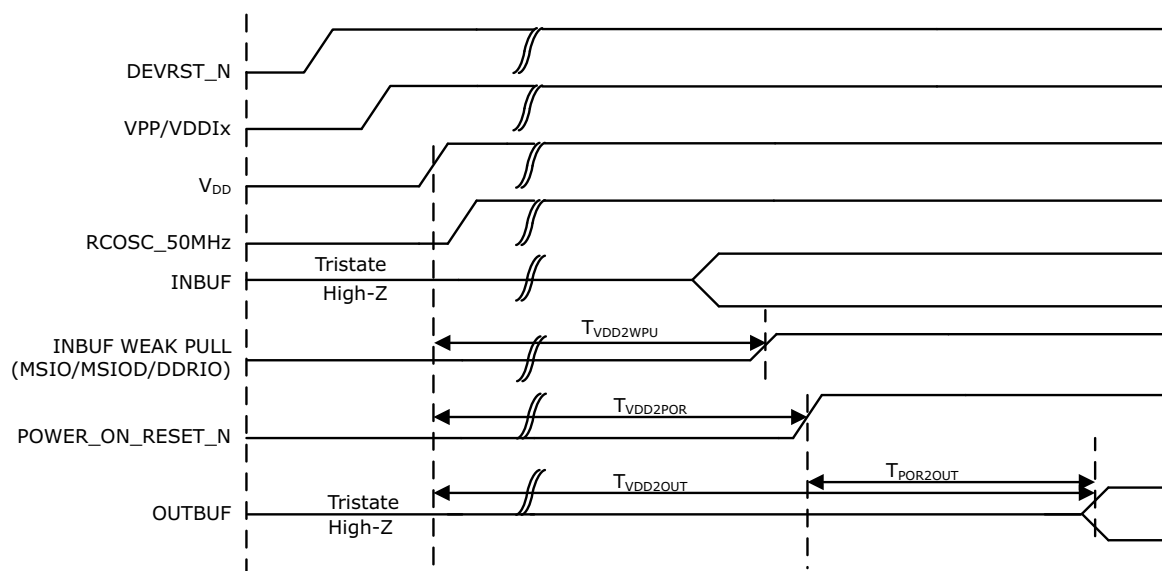 DEVRST_N
VPP/VDDIx
VDD
RCOSC_50MHz
Tristate
INBUF
High-Z
TVDD2WPU
INBUF WEAK PULL
(MSIO/MSIOD/DDRIO)
TVDD2POR
POWER_ON_RESET_N
TPOR2OUT
TVDD2OUT
Tristate
OUTBUF
High-Z